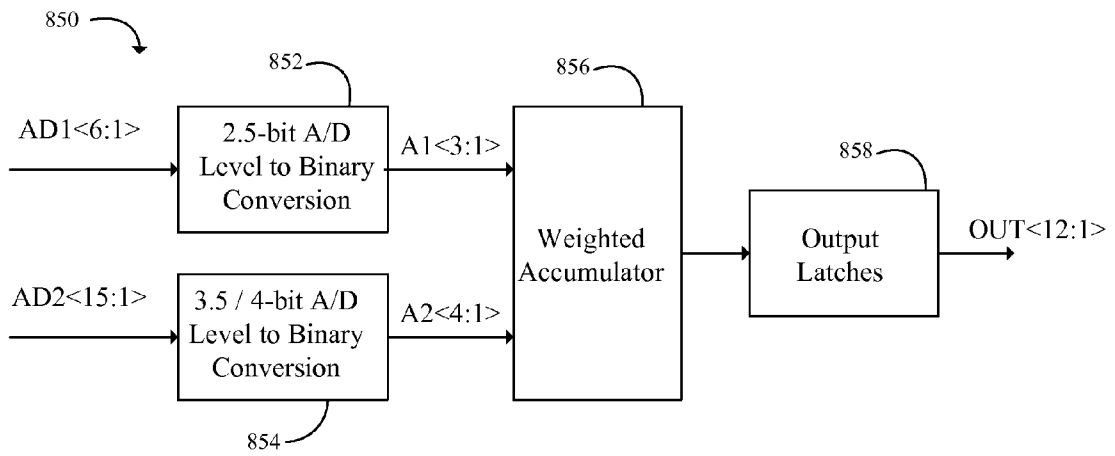 850
852
856
AD1<6:1>
2.5-bit A/D
Level to Binary
Conversion
A1<3:1>
858
Weighted
Accumulator
Output
Latches
OUT<12:1>
AD2<15:1>
3.5 / 4-bit A/D
Level to Binary
Conversion
A2<4:1>
854